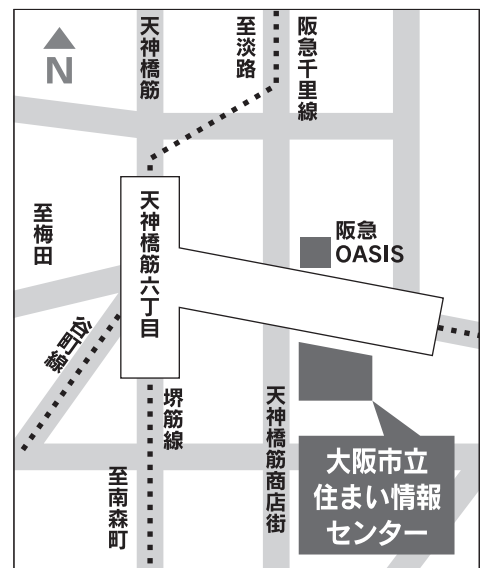 N
天神橋筋
至淡路
阪急千里線
至梅田
天神橋筋六丁目
阪急
OASIS
谷町線
堺筋線
天神橋筋商店街
至南森町
大阪市立
住まい情報
センター